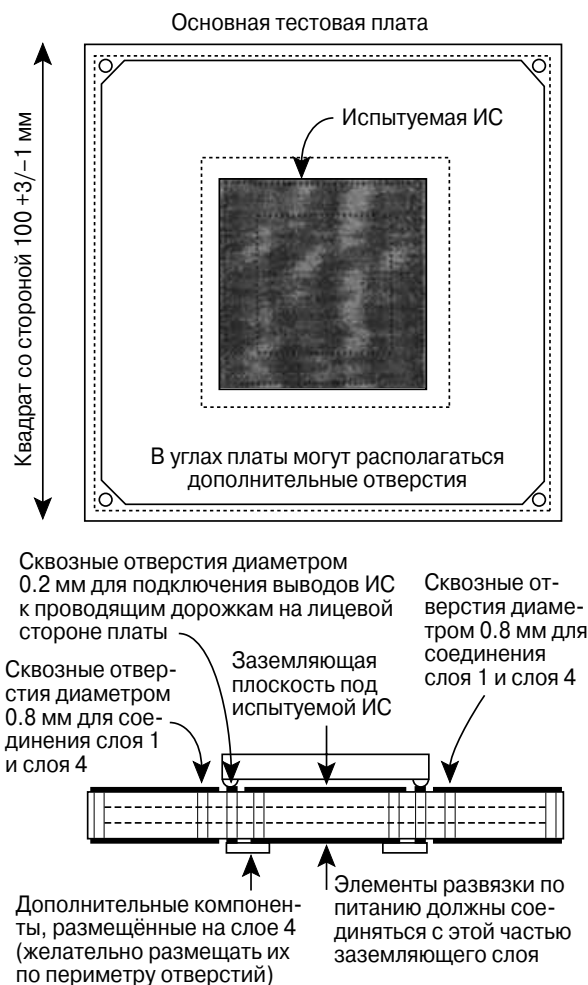 Основная тестовая плата
Квадрат со стороной 100 +3/−1 мм
Испытуемая ИС
В углах платы могут располагаться
дополнительные отверстия
Сквозные отверстия диаметром
0.2 мм для подключения выводов ИС
к проводящим дорожкам на лицевой
стороне платы
Сквозные от-
верстия диаме-
тром 0.8 мм для
соединения
слоя 1 и слоя 4
Сквозные отвер-
стия диаметром
0.8 мм для сое-
динения слоя 1
и слоя 4
Заземляющая
плоскость под
испытуемой ИС
Дополнительные компонен-
ты, размещённые на слое 4
(желательно размещать их
по периметру отверстий)
Элементы развязки по
питанию должны сое-
диняться с этой частью
заземляющего слоя